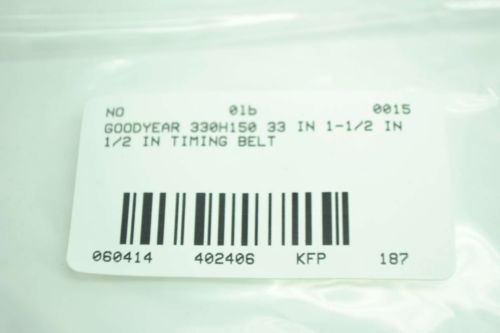 NO 0lb 0015
GOODYEAR 330H150 33 IN 1-1/2 IN
1/2 IN TIMING BELT
060414 402406 KFP 187